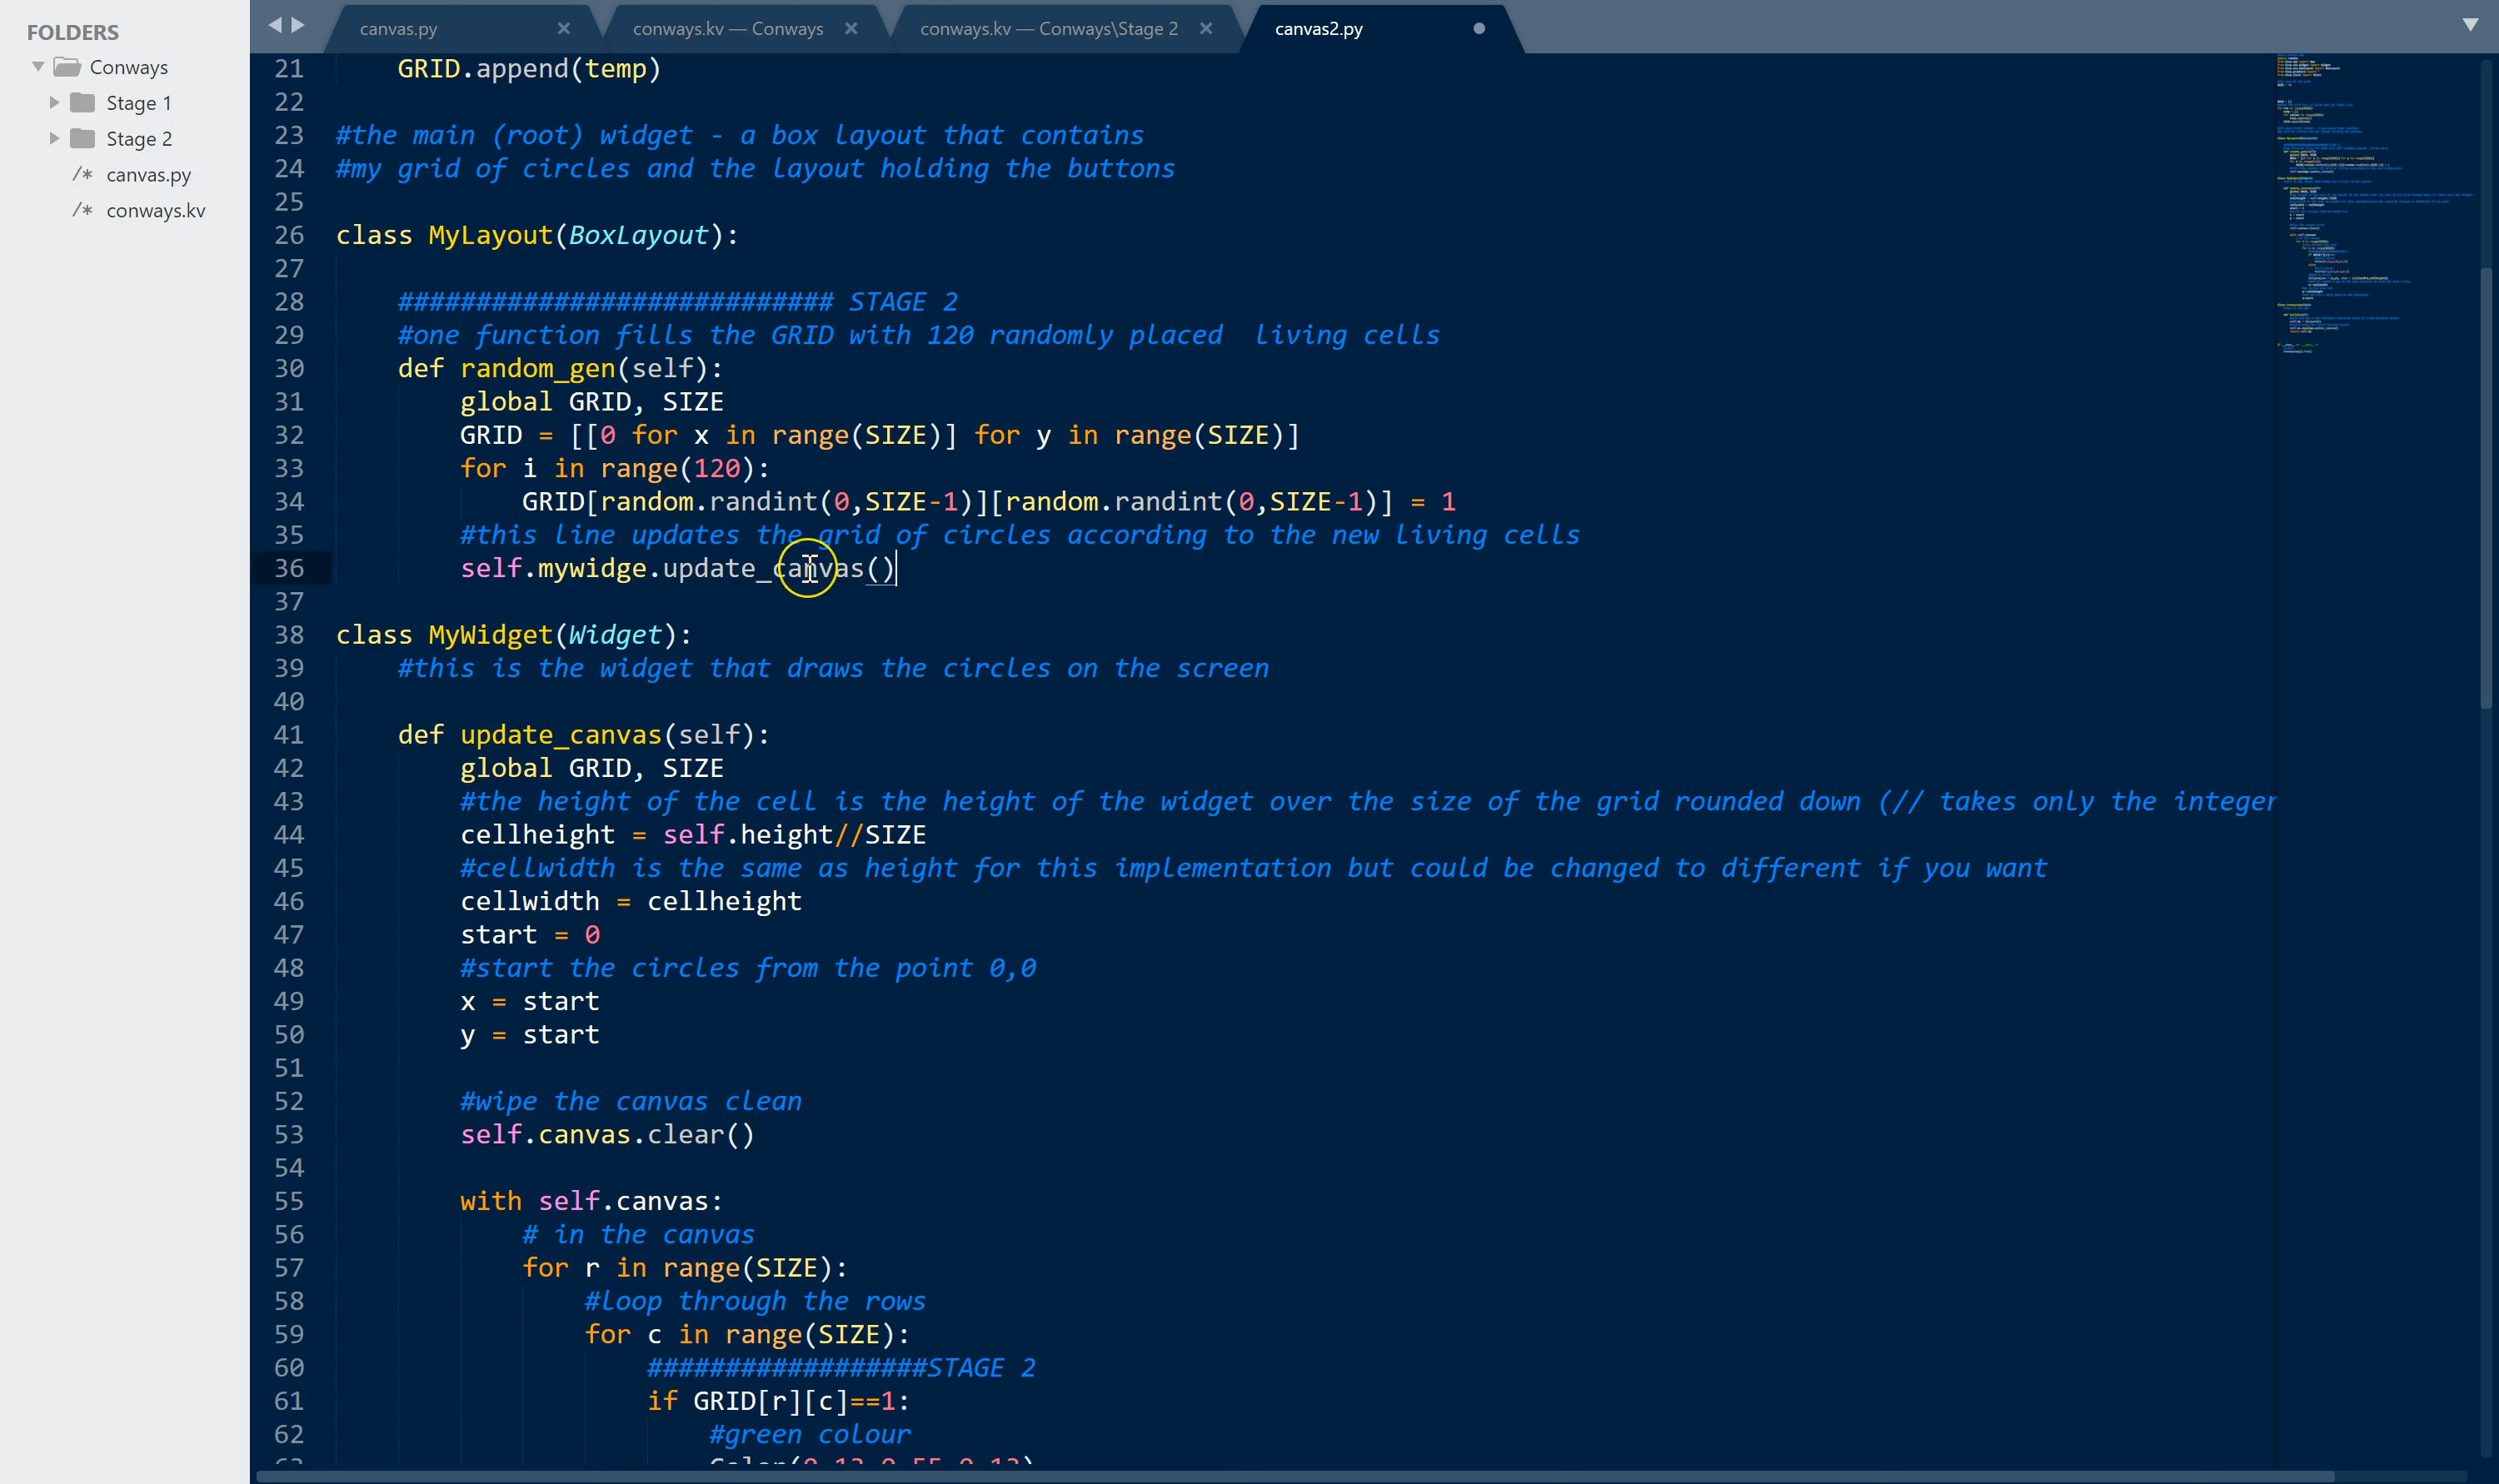 FOLDERS
Conways
Stage 1
Stage 2
/* canvas.py
/* conways.kv
canvas.py
conways.kv — Conways
conways.kv — Conways\Stage 2
canvas2.py
21 GRID.append(temp)
22
23 #the main (root) widget - a box layout that contains
24 #my grid of circles and the layout holding the buttons
25
26 class MyLayout(BoxLayout):
27
28 ############################ STAGE 2
29 #one function fills the GRID with 120 randomly placed  living cells
30 def random_gen(self):
31 global GRID, SIZE
32 GRID = [[0 for x in range(SIZE)] for y in range(SIZE)]
33 for i in range(120):
34 GRID[random.randint(0,SIZE-1)][random.randint(0,SIZE-1)] = 1
35 #this line updates the grid of circles according to the new living cells
36 self.mywidge.update_canvas()
37
38 class MyWidget(Widget):
39 #this is the widget that draws the circles on the screen
40
41 def update_canvas(self):
42 global GRID, SIZE
43 #the height of the cell is the height of the widget over the size of the grid rounded down (// takes only the integer
44 cellheight = self.height//SIZE
45 #cellwidth is the same as height for this implementation but could be changed to different if you want
46 cellwidth = cellheight
47 start = 0
48 #start the circles from the point 0,0
49 x = start
50 y = start
51
52 #wipe the canvas clean
53 self.canvas.clear()
54
55 with self.canvas:
56 # in the canvas
57 for r in range(SIZE):
58 #loop through the rows
59 for c in range(SIZE):
60 ##################STAGE 2
61 if GRID[r][c]==1:
62 #green colour